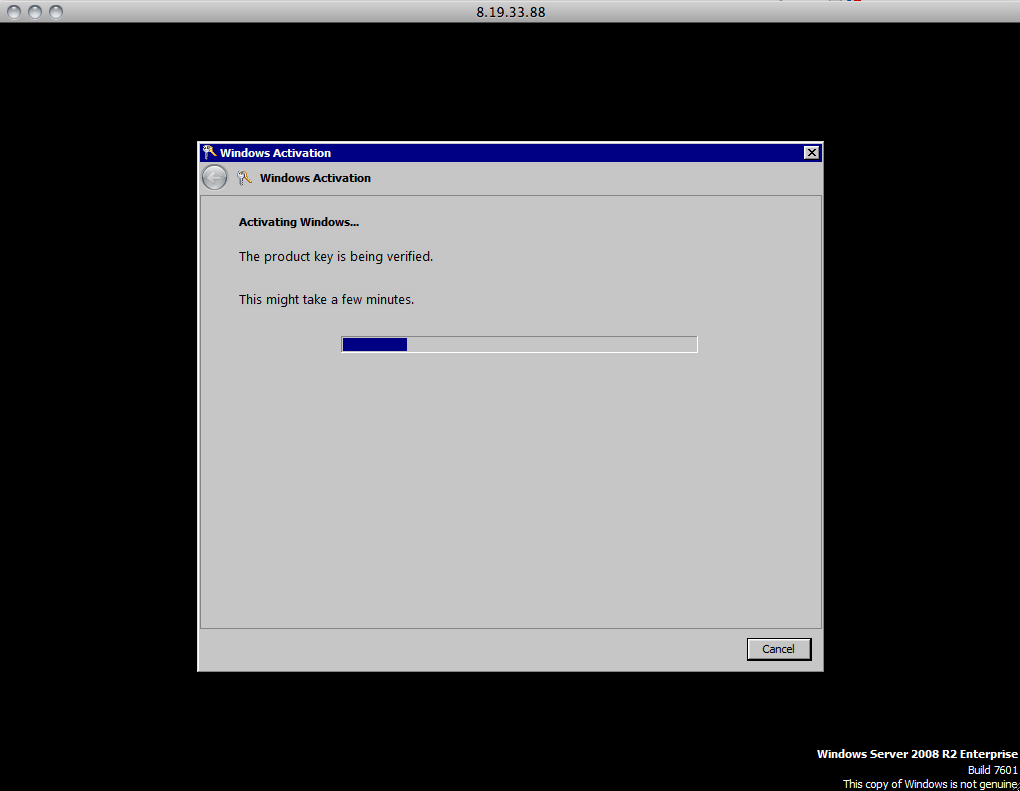 8.19.33.88
Windows Activation
Windows Activation
Activating Windows...
The product key is being verified.
This might take a few minutes.
Cancel
Windows Server 2008 R2 Enterprise
Build 7601
This copy of Windows is not genuine